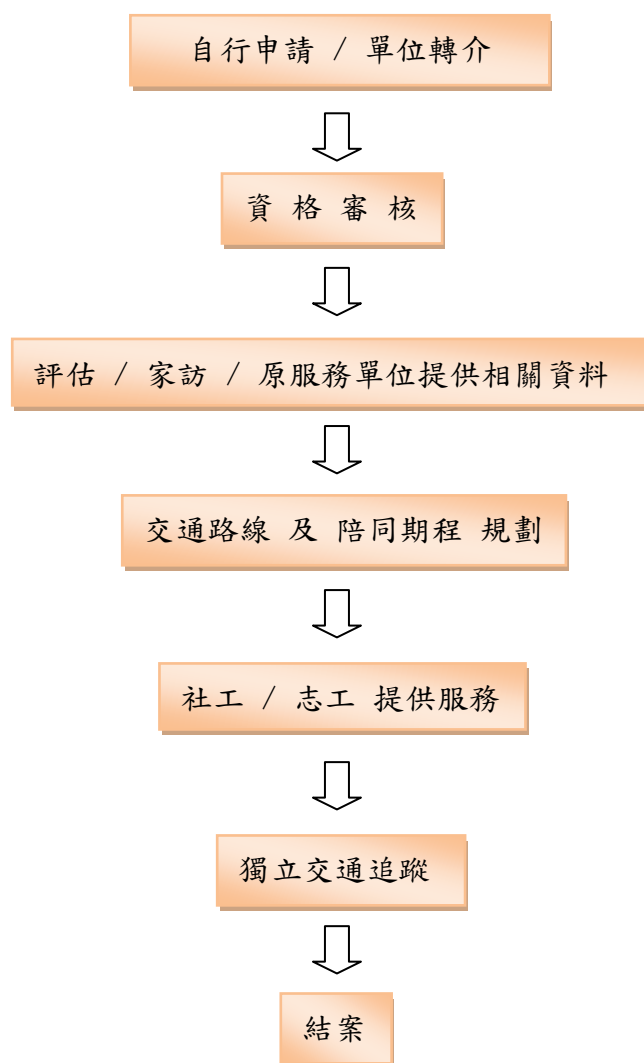 自行申請 / 單位轉介
資 格 審 核
評估 / 家訪 / 原服務單位提供相關資料
交通路線 及 陪同期程 規劃
社工 / 志工 提供服務
獨立交通追蹤
結案